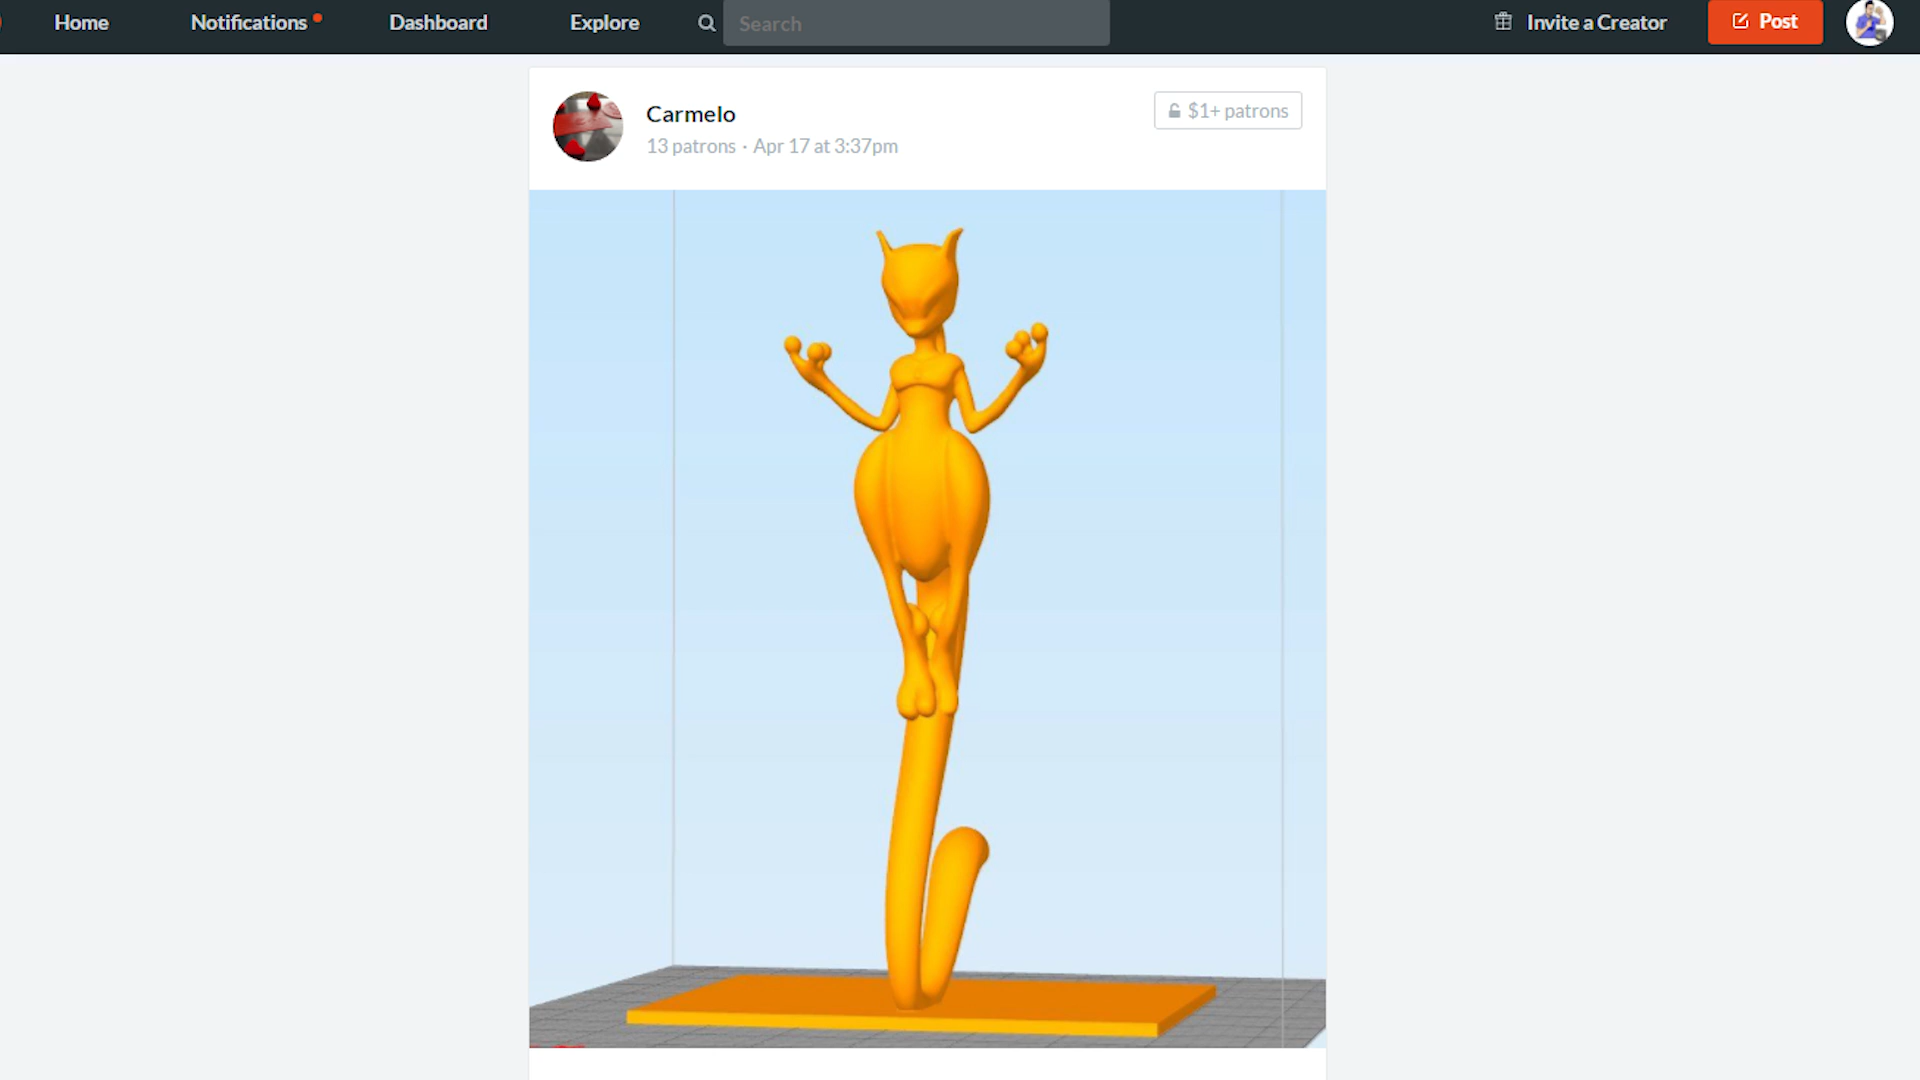 Home Notifications Dashboard Explore Search Invite a Creator Post
Carmelo
$1+ patrons
13 patrons · Apr 17 at 3:37pm